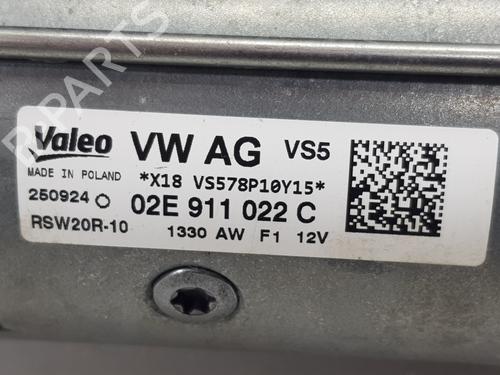 Valeo VW AG VS5
MADE IN POLAND *X18 VS578P10Y15*
250924 02E 911 022 C
RSW20R-10 1330 AW F1 12V